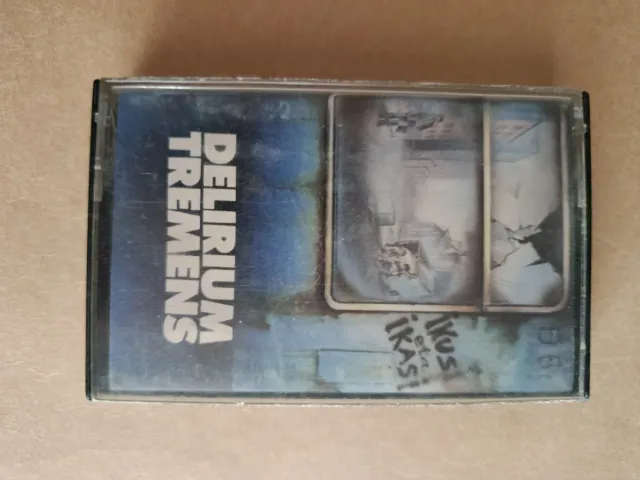 DELIRIUM
TREMENS
IKUSI
eta
IKASI